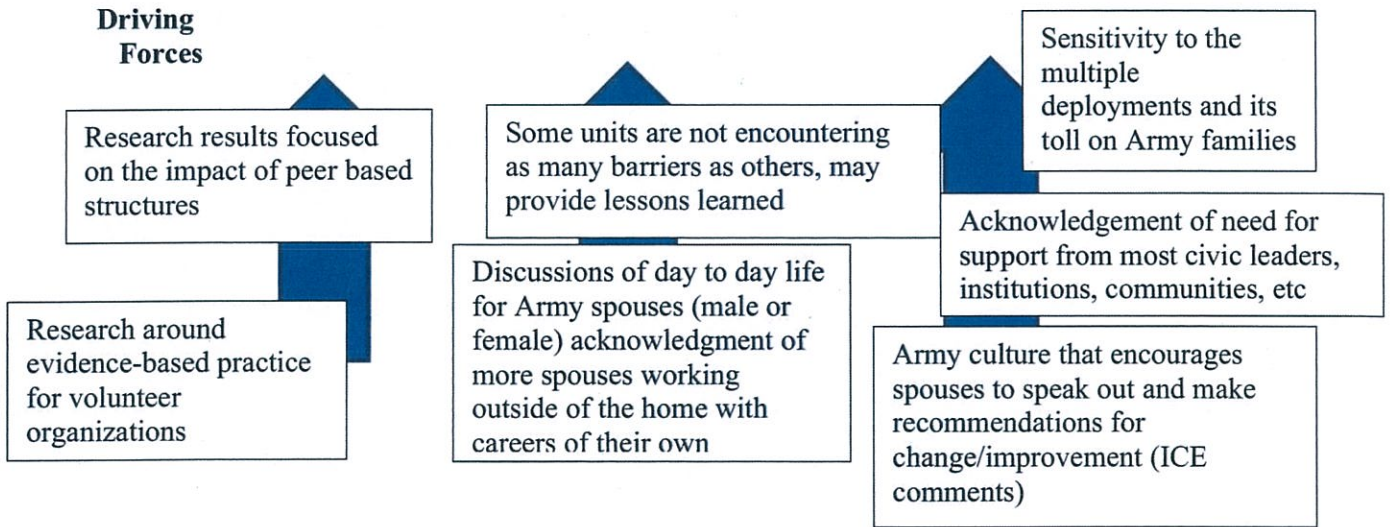 Driving
Forces
Research results focused
on the impact of peer based
structures
Research around
evidence-based practice
for volunteer
organizations
Some units are not encountering
as many barriers as others, may
provide lessons learned
Discussions of day to day life
for Army spouses (male or
female) acknowledgment of
more spouses working
outside of the home with
careers of their own
Sensitivity to the
multiple
deployments and its
toll on Army families
Acknowledgement of need for
support from most civic leaders,
institutions, communities, etc
Army culture that encourages
spouses to speak out and make
recommendations for
change/improvement (ICE
comments)